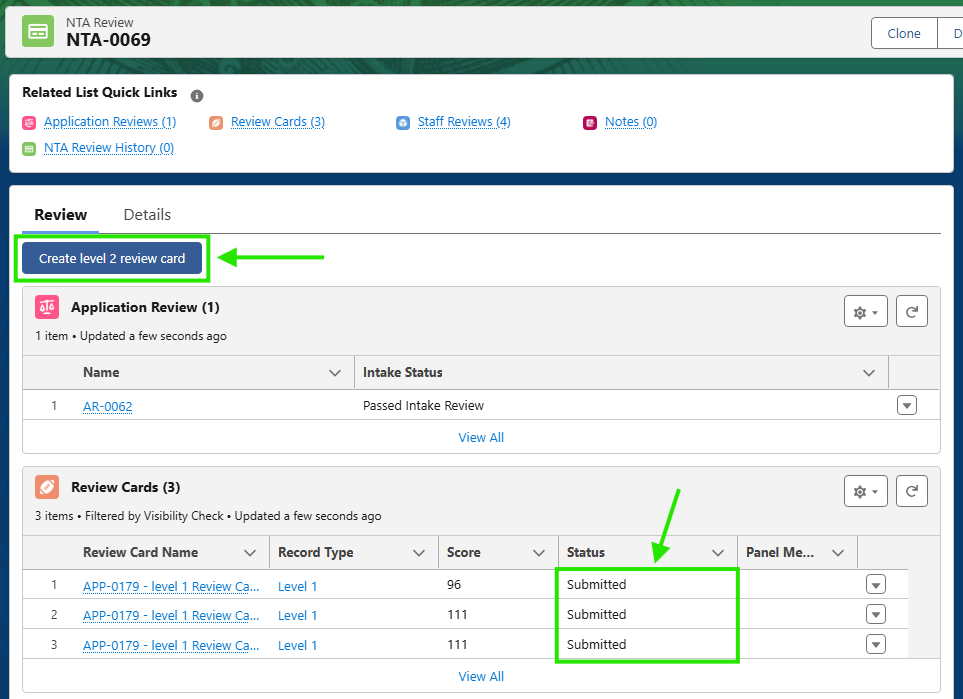 NTA Review
NTA-0069
Clone
D
Related List Quick Links
Application Reviews (1) Review Cards (3) Staff Reviews (4) Notes (0)
NTA Review History (0)
Review Details
Create level 2 review card
Application Review (1)
1 item • Updated a few seconds ago
Name Intake Status
1 AR-0062 Passed Intake Review
View All
Review Cards (3)
3 items • Filtered by Visibility Check • Updated a few seconds ago
Review Card Name Record Type Score Status Panel Me...
1 APP-0179 - level 1 Review Ca... Level 1 96 Submitted
2 APP-0179 - level 1 Review Ca... Level 1 111 Submitted
3 APP-0179 - level 1 Review Ca... Level 1 111 Submitted
View All